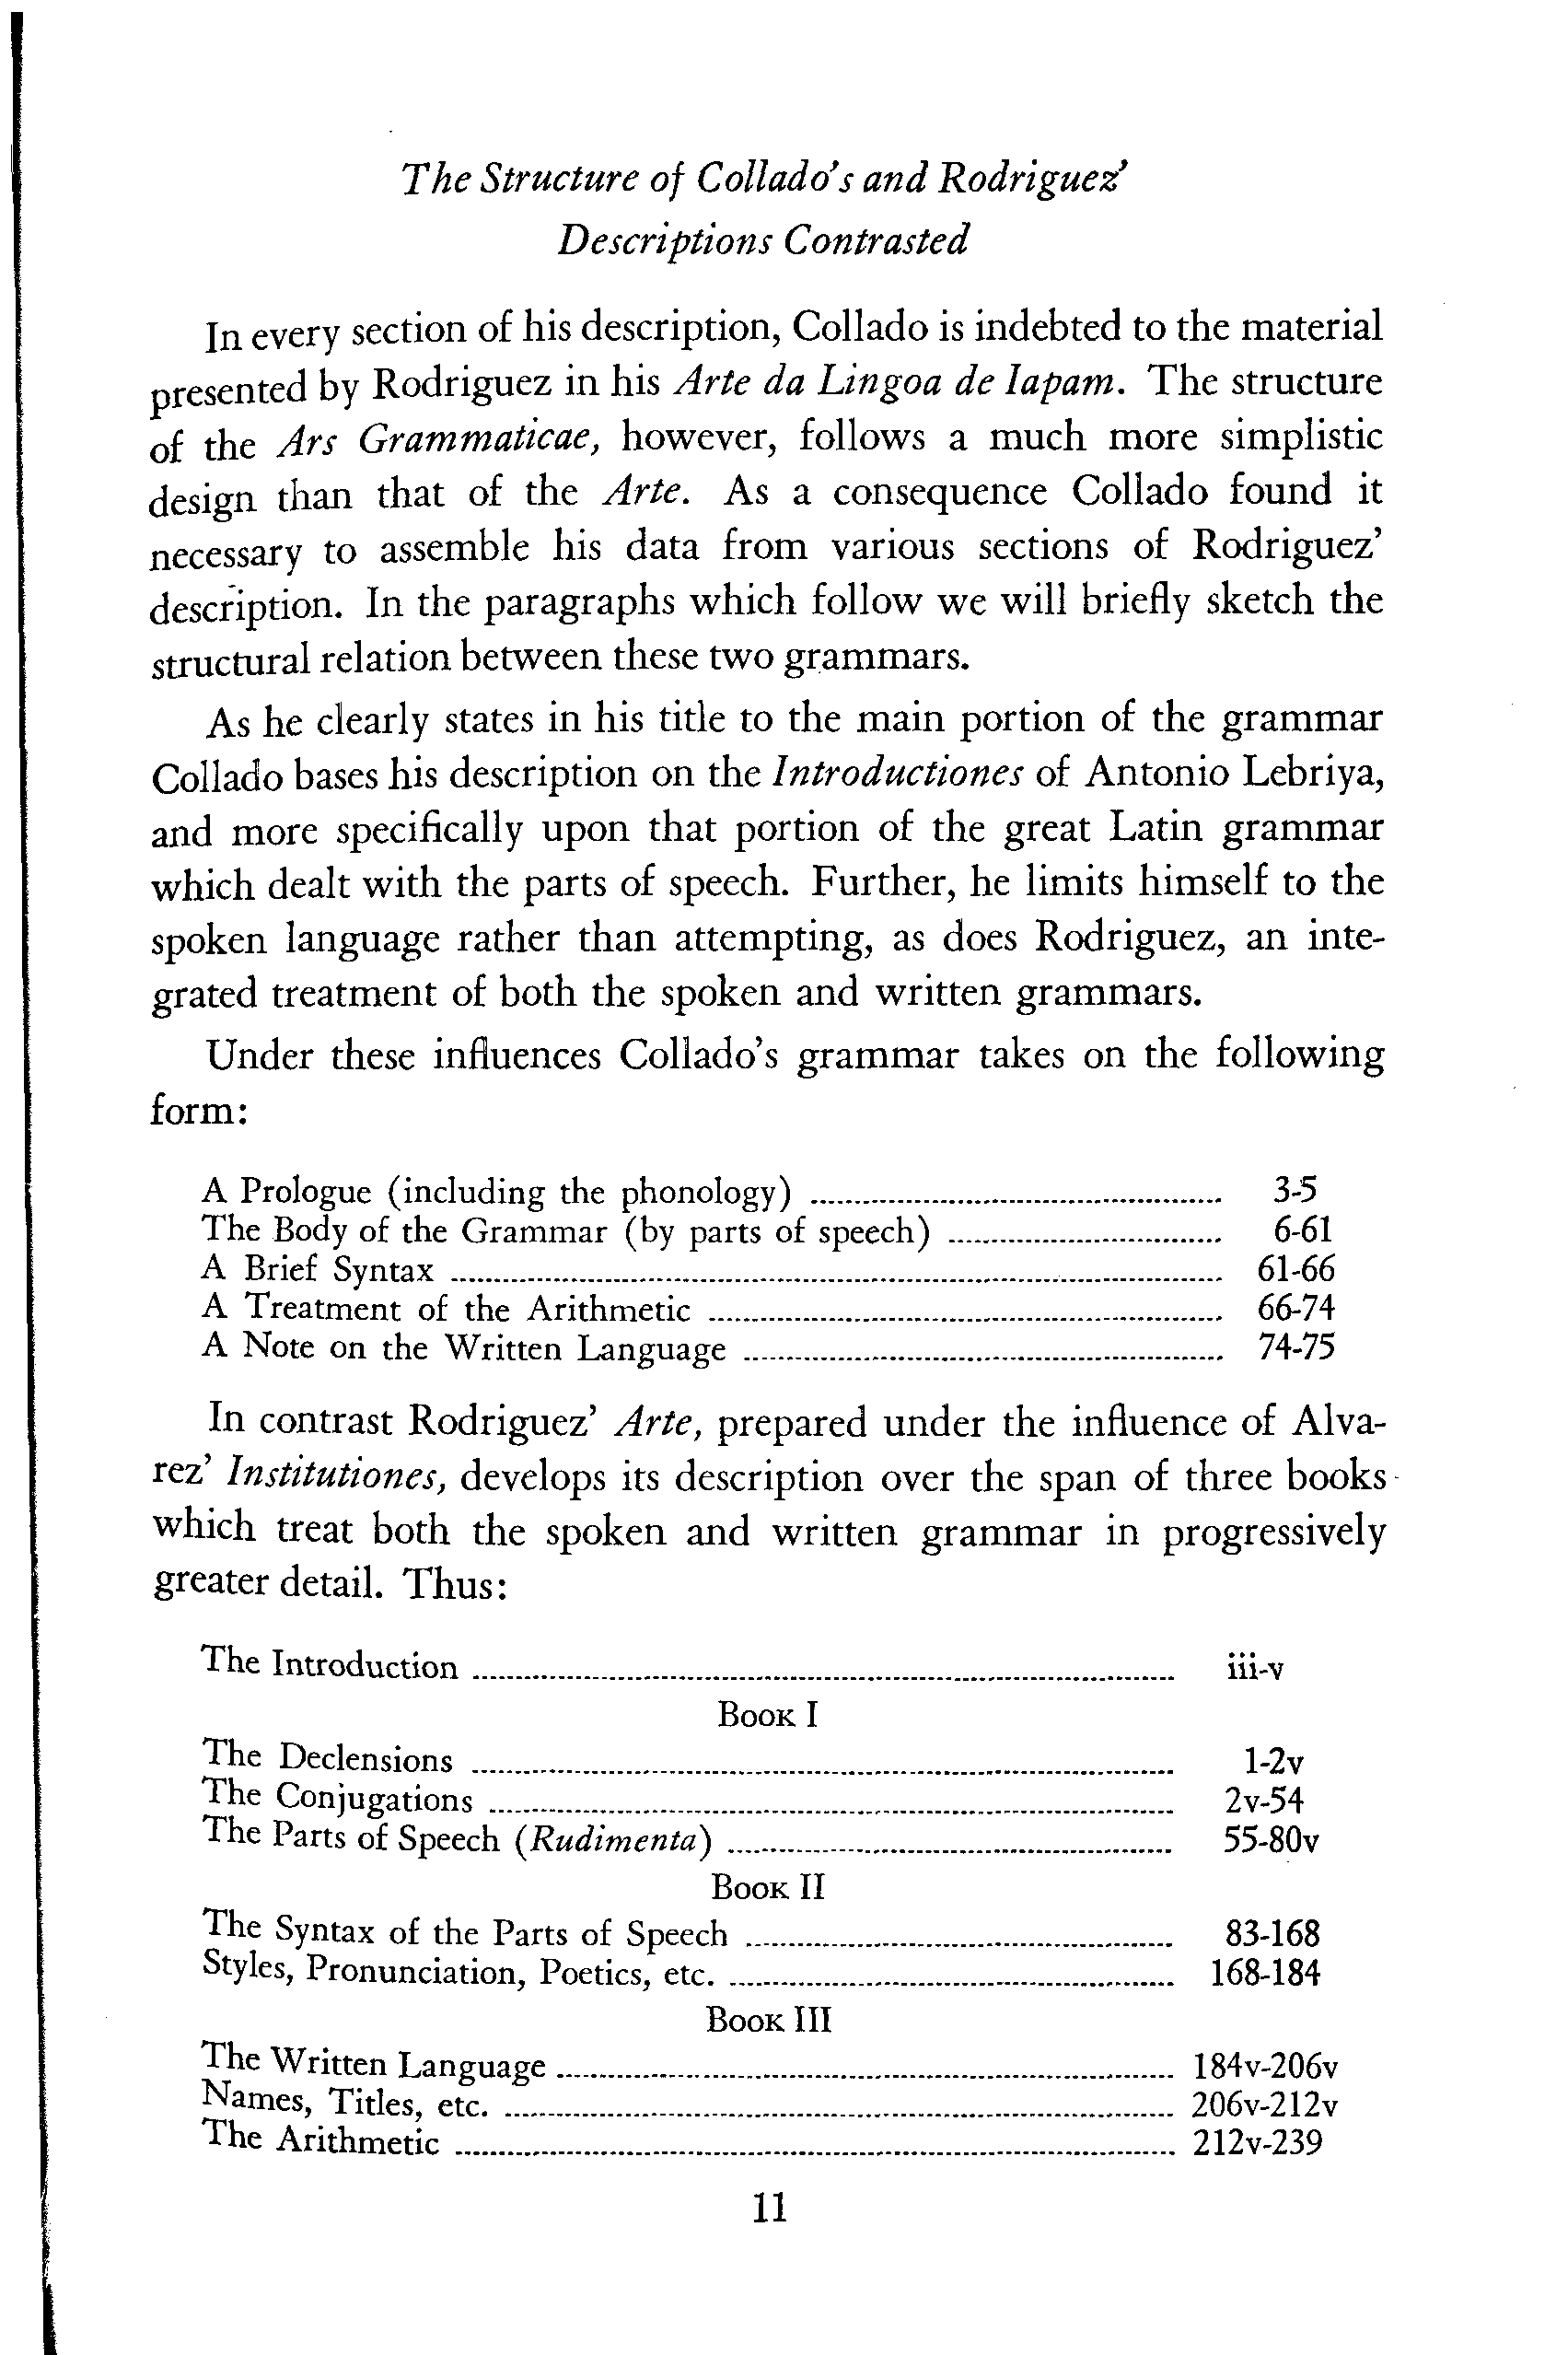 The Structure of Collado's and Rodriguez'
Descriptions Contrasted
In every section of his description, Collado is indebted to the material
presented by Rodriguez in his Arte da Lingoa de Iapam. The structure
of the Ars Grammaticae, however, follows a much more simplistic
design than that of the Arte. As a consequence Collado found it
necessary to assemble his data from various sections of Rodriguez'
description. In the paragraphs which follow we will briefly sketch the
structural relation between these two grammars.
As he clearly states in his title to the main portion of the grammar
Collado bases his description on the Introductiones of Antonio Lebriya,
and more specifically upon that portion of the great Latin grammar
which dealt with the parts of speech. Further, he limits himself to the
spoken language rather than attempting, as does Rodriguez, an inte-
grated treatment of both the spoken and written grammars.
Under these influences Collado's grammar takes on the following
form:
A Prologue (including the phonology) ........ 3-5
The Body of the Grammar (by parts of speech) ........ 6-61
A Brief Syntax ........ 61-66
A Treatment of the Arithmetic ........ 66-74
A Note on the Written Language ........ 74-75
In contrast Rodriguez' Arte, prepared under the influence of Alva-
rez' Institutiones, develops its description over the span of three books
which treat both the spoken and written grammar in progressively
greater detail. Thus:
The Introduction ........ iii-v
Book I
The Declensions ........ 1-2v
The Conjugations ........ 2v-54
The Parts of Speech (Rudimenta) ........ 55-80v
Book II
The Syntax of the Parts of Speech ........ 83-168
Styles, Pronunciation, Poetics, etc. ........ 168-184
Book III
The Written Language ........ 184v-206v
Names, Titles, etc. ........ 206v-212v
The Arithmetic ........ 212v-239
11